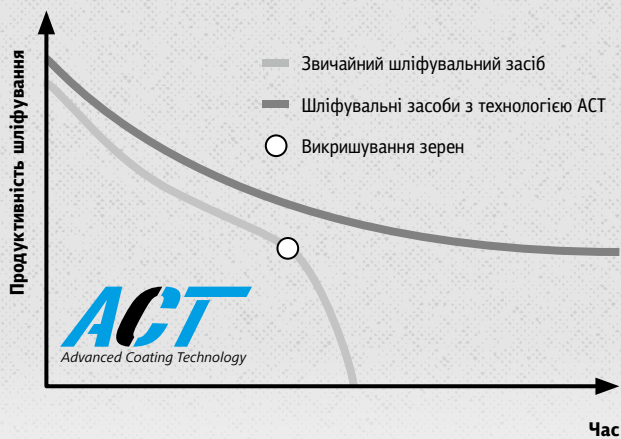 Продуктивність шліфування
Звичайний шліфувальний засіб
Шліфувальні засоби з технологією ACT
Викришування зерен
ACT
Advanced Coating Technology
Час